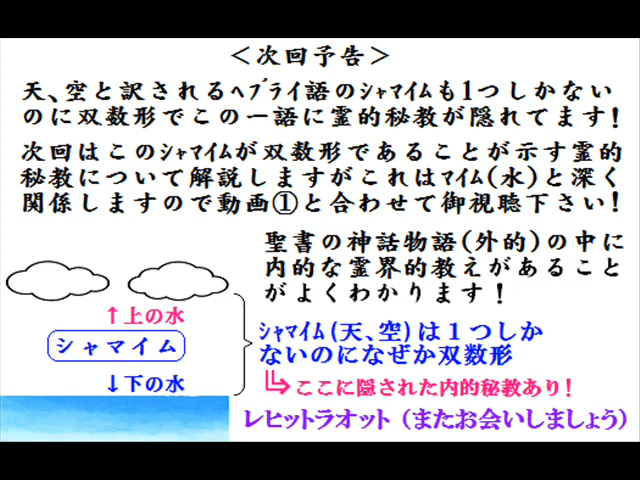 ＜次回予告＞
天、空と訳されるﾍﾌﾞﾗｲ語のｼｬﾏｲﾑも１つしかない
のに双数形でこの一語に霊的秘教が隠れてます！
次回はこのｼｬﾏｲﾑが双数形であることが示す霊的
秘教について解説しますがこれはﾏｲﾑ(水)と深く
関係しますので動画①と合わせて御視聴下さい！
聖書の神話物語(外的)の中に
内的な霊界的教えがあること
がよくわかります！
↑上の水
シャマイム
↓下の水
ｼｬﾏｲﾑ(天、空)は１つしか
ないのになぜか双数形
ここに隠された内的秘教あり！
レヒットラオット（またお会いしましょう）